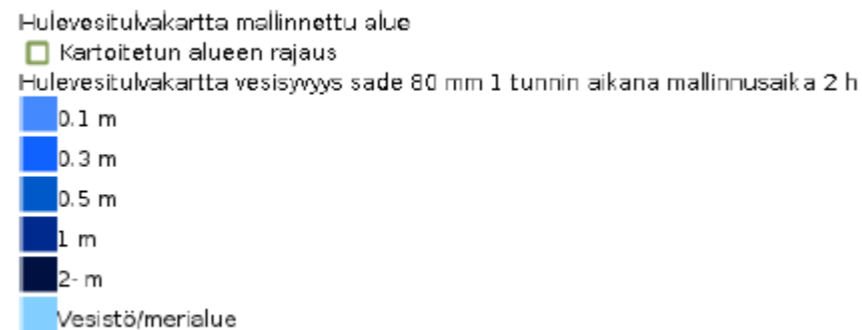 Hulevesitulvakartta mallinnettu alue
Kartoitetun alueen rajaus
Hulevesitulvakartta vesisyvyys sade 80 mm 1 tunnin aikana mallinnusaika 2 h
0.1 m
0.3 m
0.5 m
1 m
2- m
Vesistö/merialue